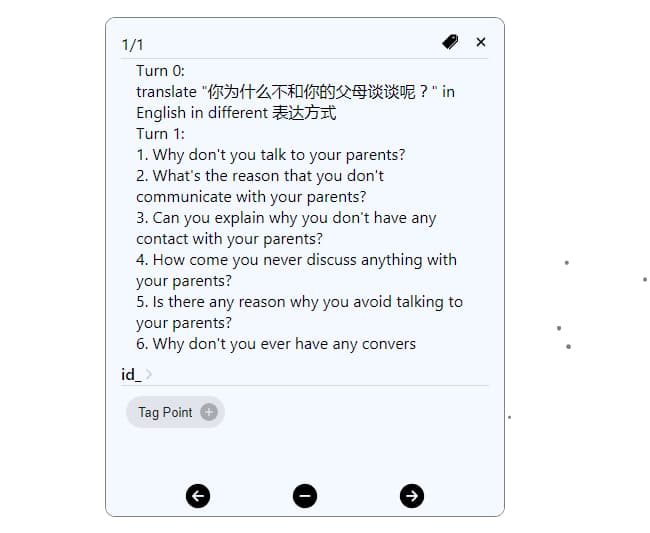 1/1
Turn 0:
translate "你为什么不和你的父母谈谈呢？" in
English in different 表达方式
Turn 1:
1. Why don't you talk to your parents?
2. What's the reason that you don't
communicate with your parents?
3. Can you explain why you don't have any
contact with your parents?
4. How come you never discuss anything with
your parents?
5. Is there any reason why you avoid talking to
your parents?
6. Why don't you ever have any convers
id_
Tag Point